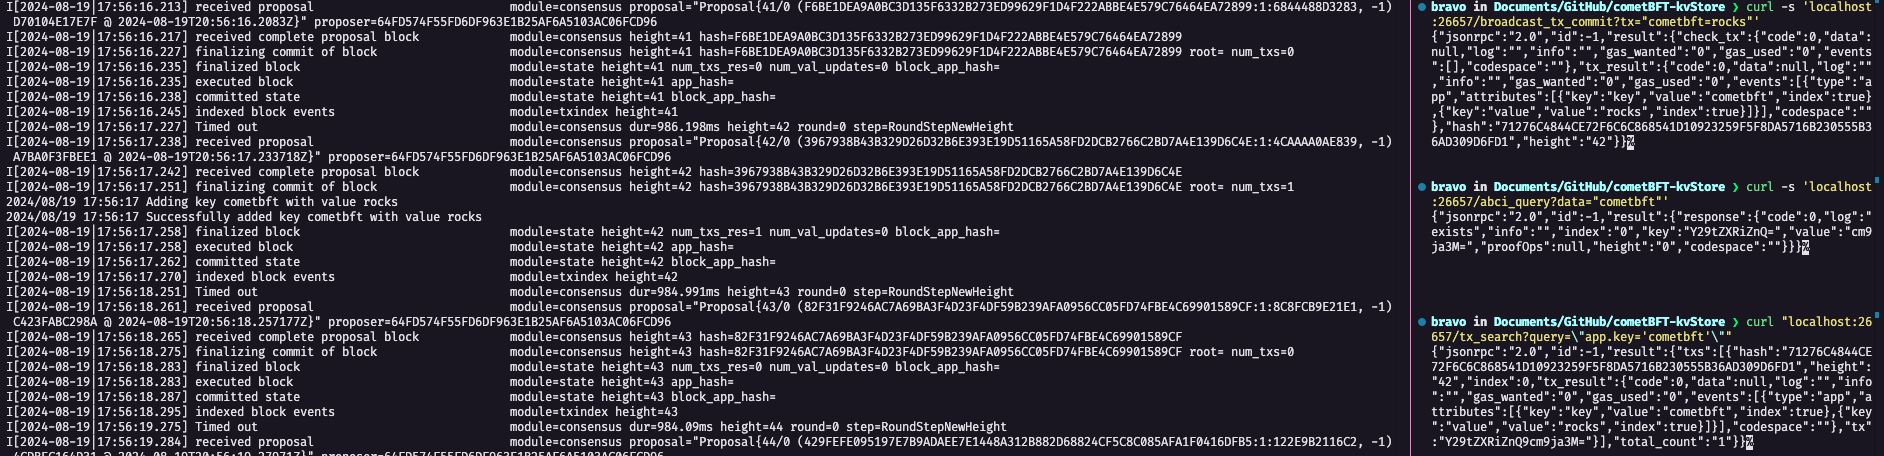 I[2024-08-19|17:56:16.213] received proposal module=consensus proposal="Proposal{41/0 (F6BE1DEA9A0BC3D135F6332B273ED99629F1D4F222ABBE4E579C76464EA72899:1:6844488D3283, -1)
D70104E17E7F @ 2024-08-19T20:56:16.2083Z}" proposer=64FD574F55FD6DF963E1B25AF6A5103AC06FCD96
I[2024-08-19|17:56:16.217] received complete proposal block module=consensus height=41 hash=F6BE1DEA9A0BC3D135F6332B273ED99629F1D4F222ABBE4E579C76464EA72899
I[2024-08-19|17:56:16.227] finalizing commit of block module=consensus height=41 hash=F6BE1DEA9A0BC3D135F6332B273ED99629F1D4F222ABBE4E579C76464EA72899 root= num_txs=0
I[2024-08-19|17:56:16.235] finalized block module=state height=41 num_txs_res=0 num_val_updates=0 block_app_hash=
I[2024-08-19|17:56:16.235] executed block module=state height=41 app_hash=
I[2024-08-19|17:56:16.238] committed state module=state height=41 block_app_hash=
I[2024-08-19|17:56:16.245] indexed block events module=txindex height=41
I[2024-08-19|17:56:17.227] Timed out module=consensus dur=986.198ms height=42 round=0 step=RoundStepNewHeight
I[2024-08-19|17:56:17.238] received proposal module=consensus proposal="Proposal{42/0 (3967938B43B329D26D32B6E393E19D51165A58FD2DCB2766C2BD7A4E139D6C4E:1:4CAAAA0AE839, -1)
A7BA0F3FBEE1 @ 2024-08-19T20:56:17.233718Z}" proposer=64FD574F55FD6DF963E1B25AF6A5103AC06FCD96
I[2024-08-19|17:56:17.242] received complete proposal block module=consensus height=42 hash=3967938B43B329D26D32B6E393E19D51165A58FD2DCB2766C2BD7A4E139D6C4E
I[2024-08-19|17:56:17.251] finalizing commit of block module=consensus height=42 hash=3967938B43B329D26D32B6E393E19D51165A58FD2DCB2766C2BD7A4E139D6C4E root= num_txs=1
2024/08/19 17:56:17 Adding key cometbft with value rocks
2024/08/19 17:56:17 Successfully added key cometbft with value rocks
I[2024-08-19|17:56:17.258] finalized block module=state height=42 num_txs_res=1 num_val_updates=0 block_app_hash=
I[2024-08-19|17:56:17.258] executed block module=state height=42 app_hash=
I[2024-08-19|17:56:17.262] committed state module=state height=42 block_app_hash=
I[2024-08-19|17:56:17.270] indexed block events module=txindex height=42
I[2024-08-19|17:56:18.251] Timed out module=consensus dur=984.991ms height=43 round=0 step=RoundStepNewHeight
I[2024-08-19|17:56:18.261] received proposal module=consensus proposal="Proposal{43/0 (82F31F9246AC7A69BA3F4D23F4DF59B239AFA0956CC05FD74FBE4C69901589CF:1:8C8FCB9E21E1, -1)
C423FABC298A @ 2024-08-19T20:56:18.257177Z}" proposer=64FD574F55FD6DF963E1B25AF6A5103AC06FCD96
I[2024-08-19|17:56:18.265] received complete proposal block module=consensus height=43 hash=82F31F9246AC7A69BA3F4D23F4DF59B239AFA0956CC05FD74FBE4C69901589CF
I[2024-08-19|17:56:18.275] finalizing commit of block module=consensus height=43 hash=82F31F9246AC7A69BA3F4D23F4DF59B239AFA0956CC05FD74FBE4C69901589CF root= num_txs=0
I[2024-08-19|17:56:18.283] finalized block module=state height=43 num_txs_res=0 num_val_updates=0 block_app_hash=
I[2024-08-19|17:56:18.283] executed block module=state height=43 app_hash=
I[2024-08-19|17:56:18.287] committed state module=state height=43 block_app_hash=
I[2024-08-19|17:56:18.295] indexed block events module=txindex height=43
I[2024-08-19|17:56:19.275] Timed out module=consensus dur=984.09ms height=44 round=0 step=RoundStepNewHeight
I[2024-08-19|17:56:19.284] received proposal module=consensus proposal="Proposal{44/0 (429FEFE095197E7B9ADAEE7E1448A312B882D68824CF5C8C085AFA1F0416DFB5:1:122E9B2116C2, -1)
bravo in Documents/GitHub/cometBFT-kvStore ❯ curl -s 'localhost
:26657/broadcast_tx_commit?tx="cometbft=rocks"'
{"jsonrpc":"2.0","id":-1,"result":{"check_tx":{"code":0,"data":
null,"log":"","info":"","gas_wanted":"0","gas_used":"0","events
":[],"codespace":""},"tx_result":{"code":0,"data":null,"log":""
,"info":"","gas_wanted":"0","gas_used":"0","events":[{"type":"a
pp","attributes":[{"key":"key","value":"cometbft","index":true}
,{"key":"value","value":"rocks","index":true}]}],"codespace":""
},"hash":"71276C4844CE72F6C6C868541D10923259F5F8DA5716B230555B3
6AD309D6FD1","height":"42"}}%
bravo in Documents/GitHub/cometBFT-kvStore ❯ curl -s 'localhost
:26657/abci_query?data="cometbft"'
{"jsonrpc":"2.0","id":-1,"result":{"response":{"code":0,"log":"
exists","info":"","index":"0","key":"Y29tZXRiZnQ=","value":"cm9
ja3M=","proofOps":null,"height":"0","codespace":""}}}%
bravo in Documents/GitHub/cometBFT-kvStore ❯ curl "localhost:26
657/tx_search?query=\"app.key='cometbft'\""
{"jsonrpc":"2.0","id":-1,"result":{"txs":[{"hash":"71276C4844CE
72F6C6C868541D10923259F5F8DA5716B230555B36AD309D6FD1","height":
"42","index":0,"tx_result":{"code":0,"data":null,"log":"","info
":"","gas_wanted":"0","gas_used":"0","events":[{"type":"app","a
ttributes":[{"key":"key","value":"cometbft","index":true},{"key
":"value","value":"rocks","index":true}]}],"codespace":""},"tx"
:"Y29tZXRiZnQ9cm9ja3M="}],"total_count":"1"}}%